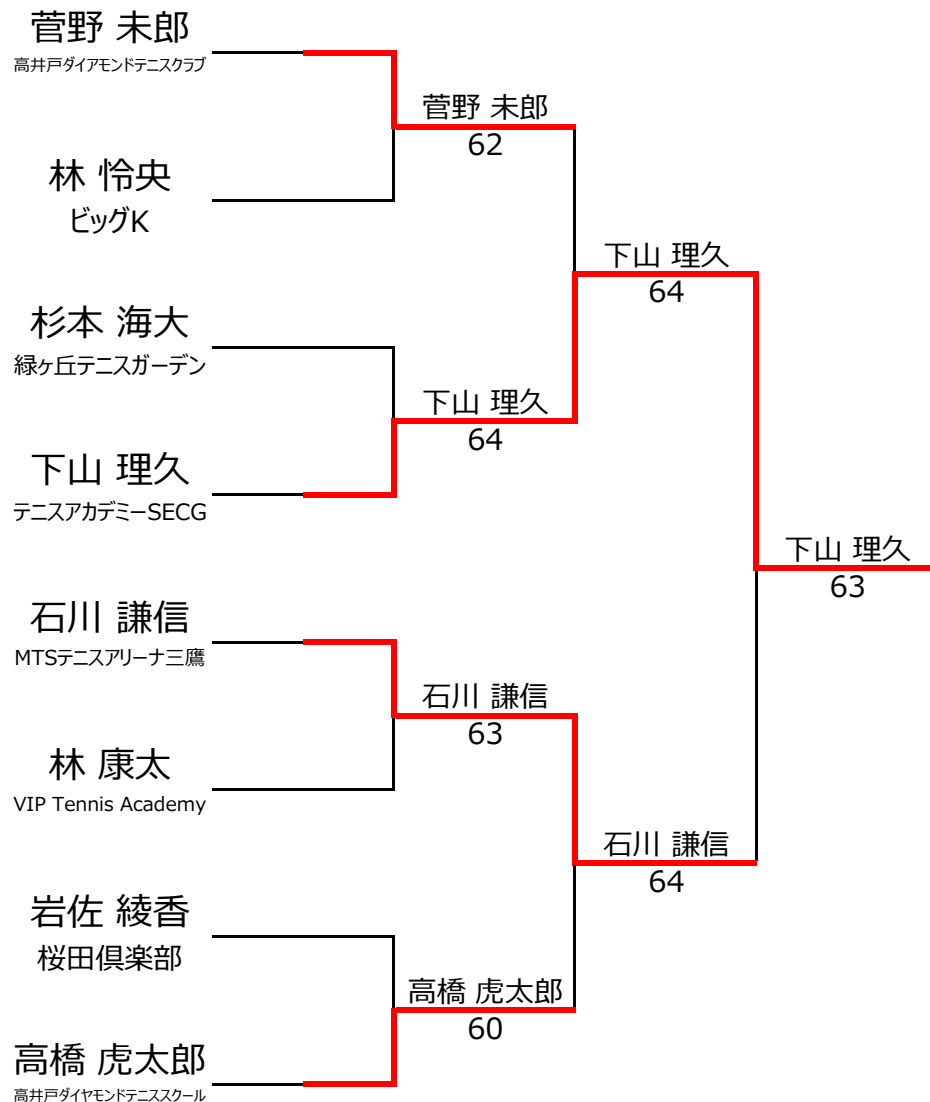 菅野 未郎
高井戸ダイアモンドテニスクラブ
菅野 未郎
62
林 怜央
ビッグK
下山 理久
64
杉本 海大
緑ヶ丘テニスガーデン
下山 理久
64
下山 理久
テニスアカデミーSECG
下山 理久
63
石川 謙信
MTSテニスアリーナ三鷹
石川 謙信
63
林 康太
VIP Tennis Academy
石川 謙信
64
岩佐 綾香
桜田倶楽部
高橋 虎太郎
60
高橋 虎太郎
高井戸ダイヤモンドテニススクール